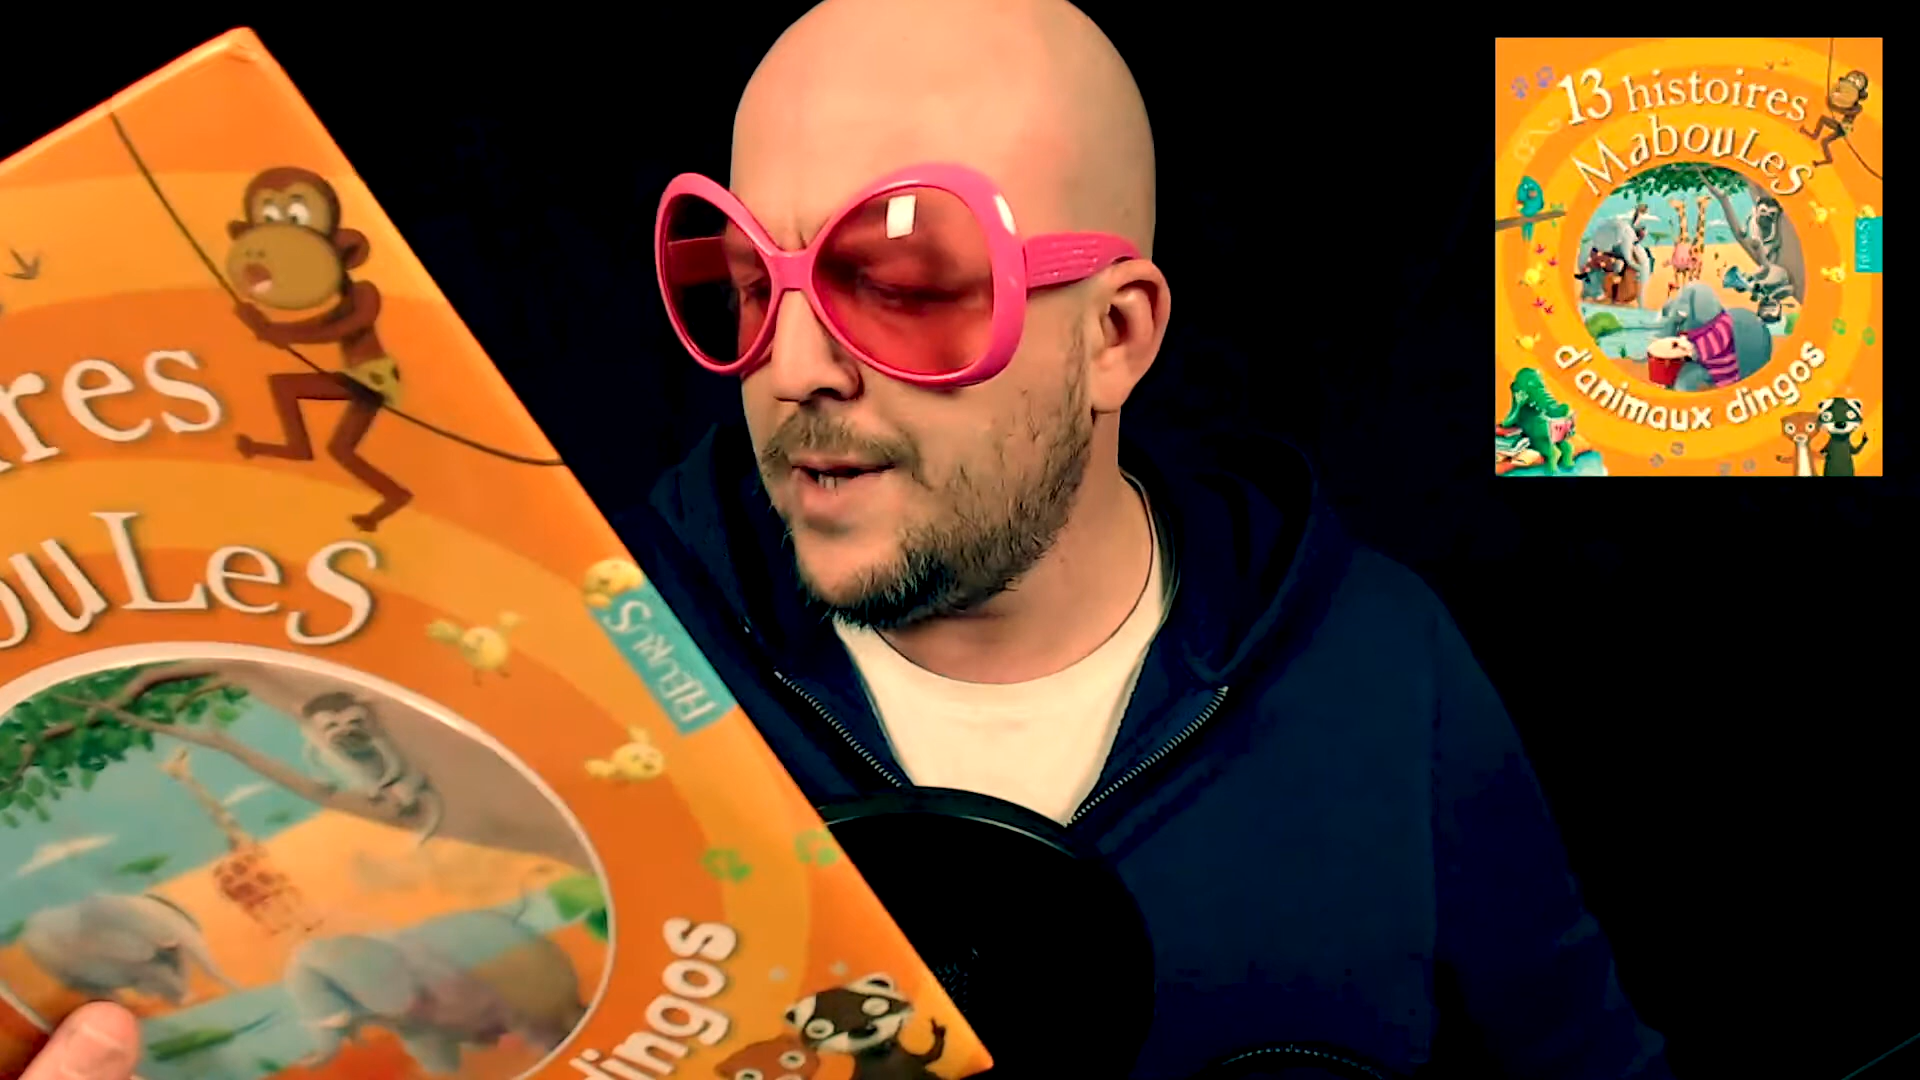 res
ouLes
FLEURUS
dingos
13 histoires
MabouLes
d'animaux dingos
FLEURUS